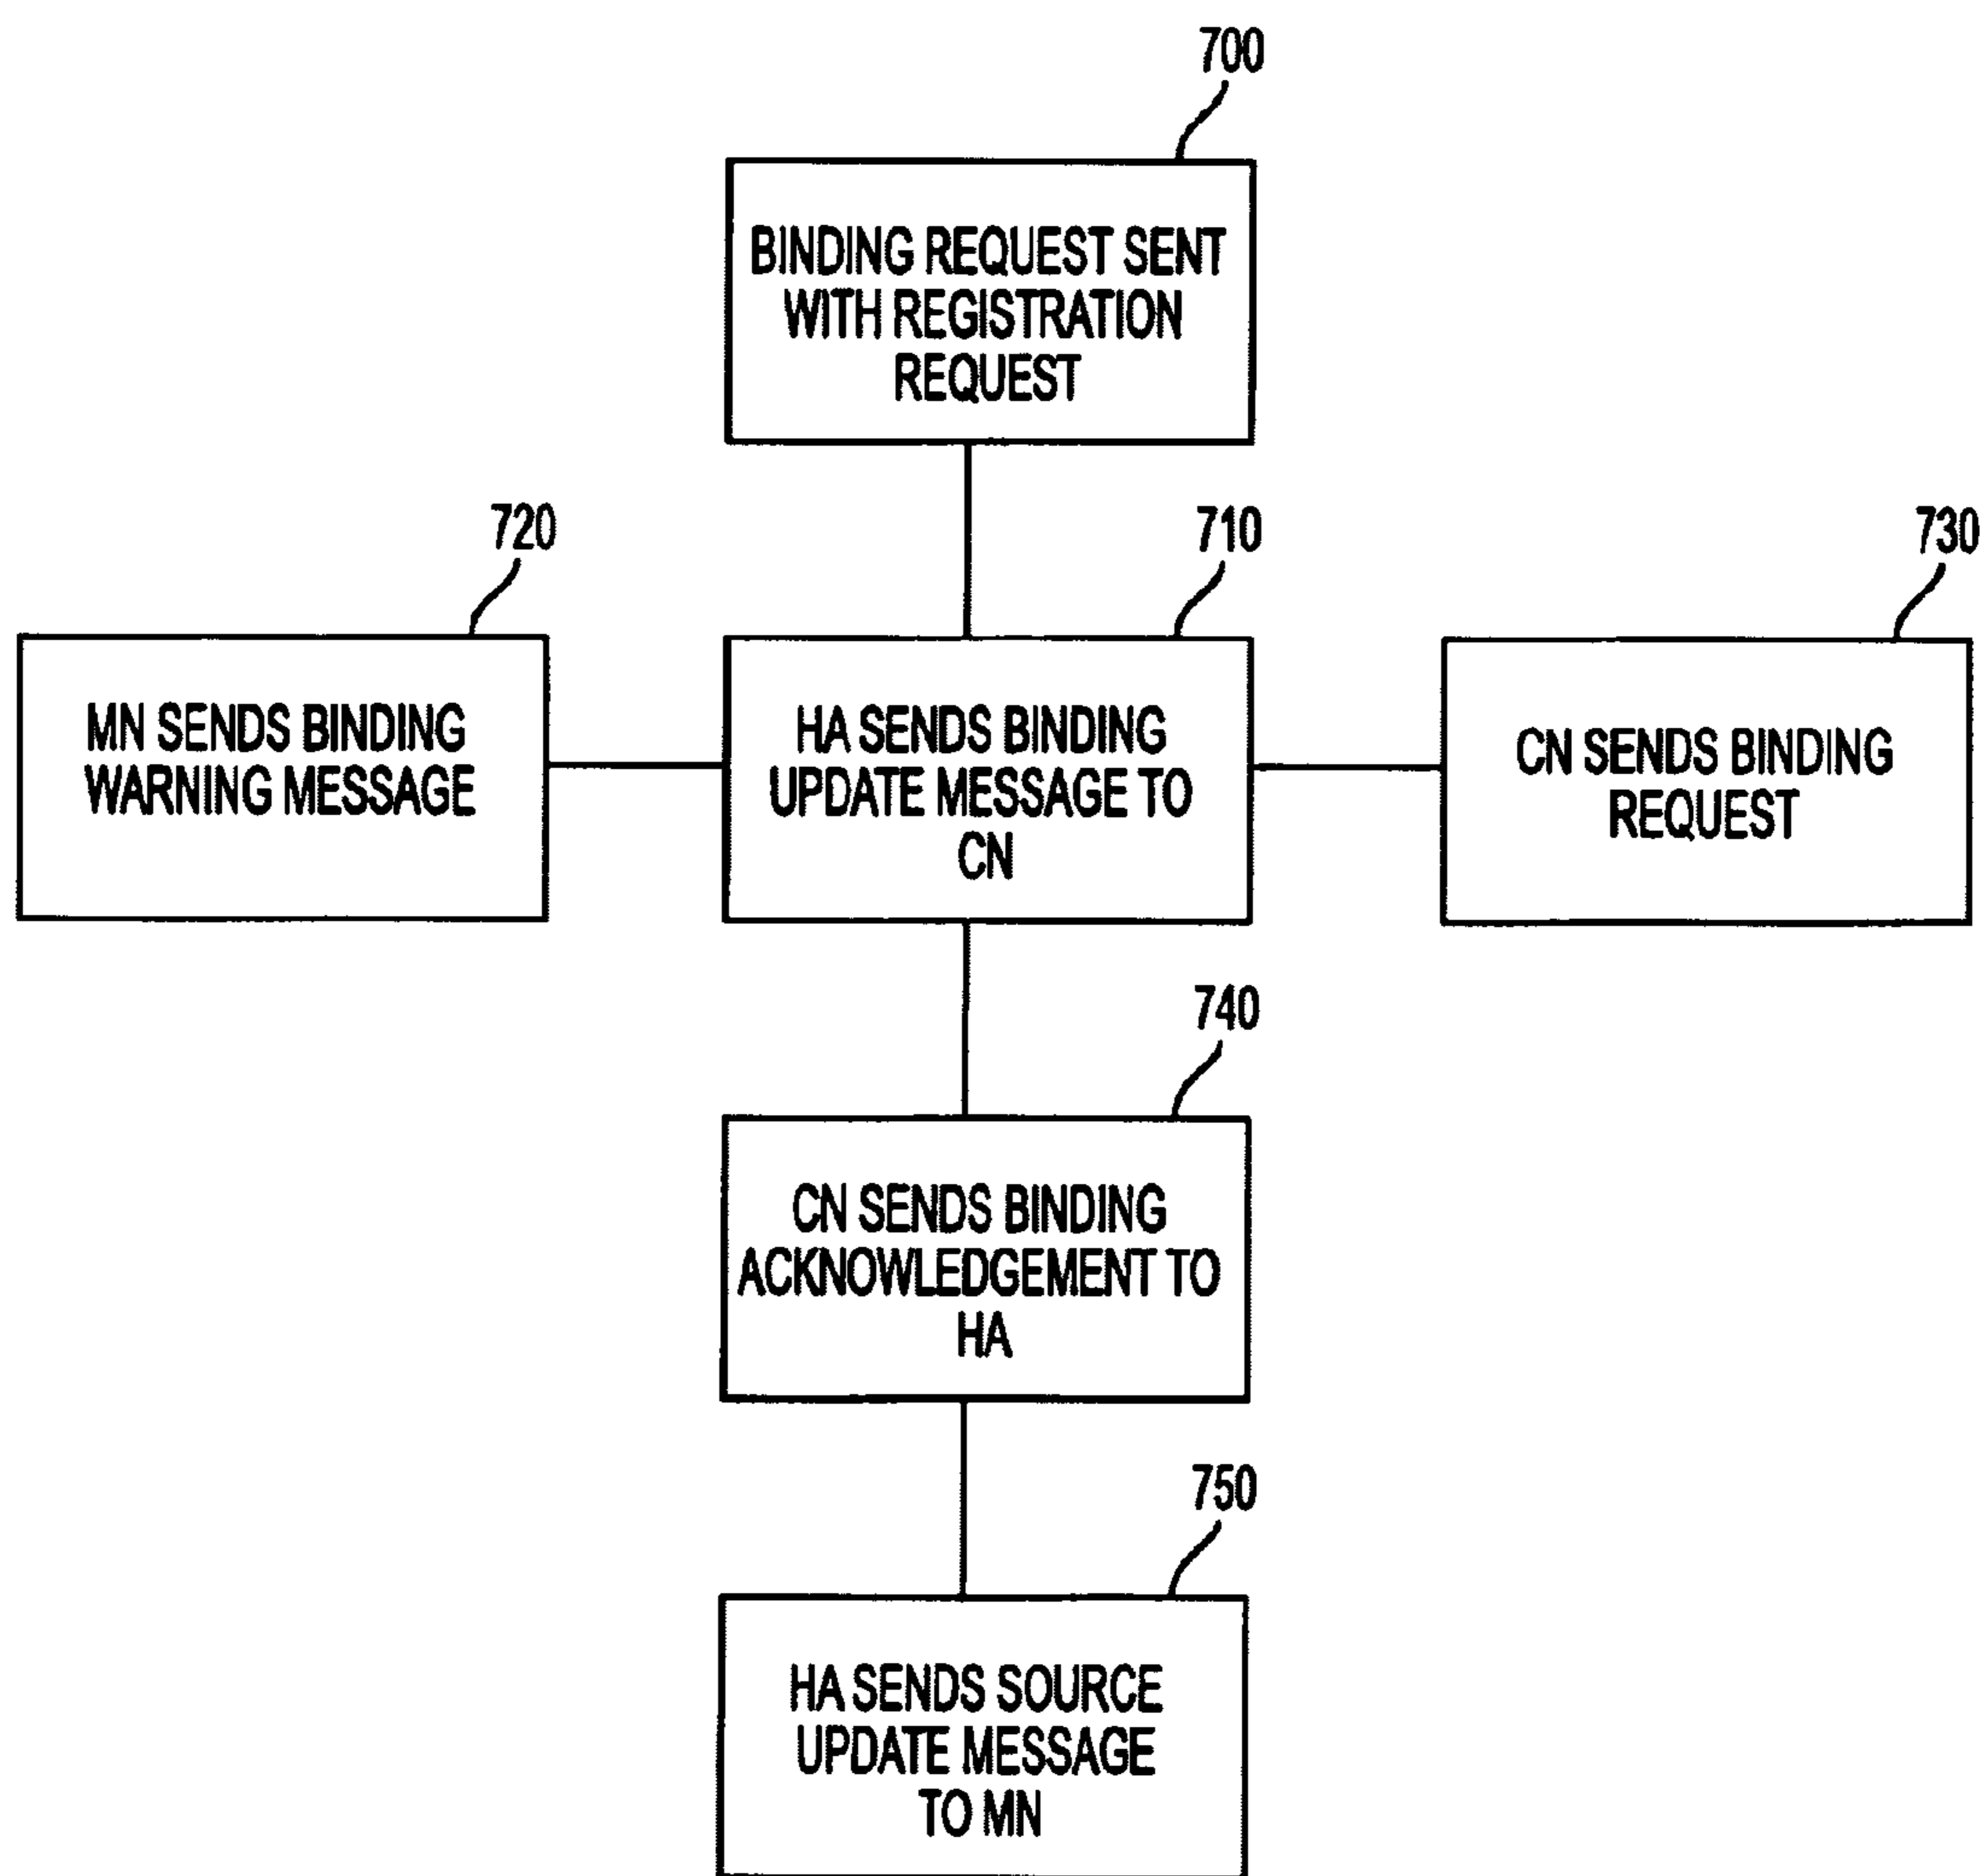 700
BINDING REQUEST SENT
WITH REGISTRATION
REQUEST
720
710
730
MN SENDS BINDING
WARNING MESSAGE
HA SENDS BINDING
UPDATE MESSAGE TO
CN
CN SENDS BINDING
REQUEST
740
CN SENDS BINDING
ACKNOWLEDGEMENT TO
HA
750
HA SENDS SOURCE
UPDATE MESSAGE
TO MN